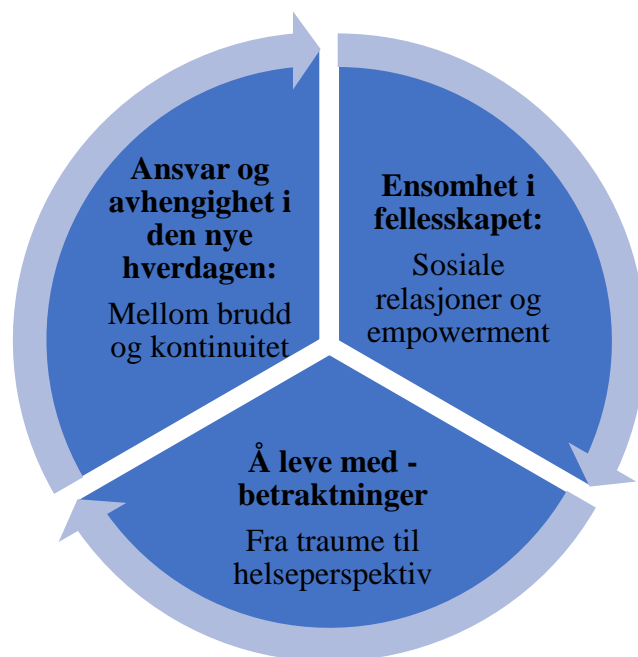 Ansvar og
avhengighet i
den nye
hverdagen:
Mellom brudd
og kontinuitet
Ensomhet i
fellesskapet:
Sosiale
relasjoner og
empowerment
Å leve med -
betraktninger
Fra traume til
helseperspektiv